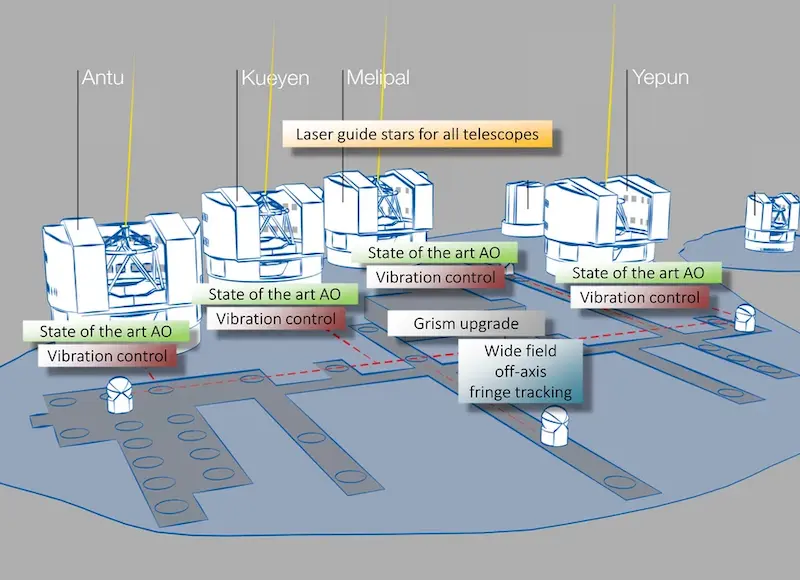 Antu
Kueyen
Melipal
Yepun
Laser guide stars for all telescopes
State of the art AO
Vibration control
State of the art AO
Vibration control
State of the art AO
Vibration control
State of the art AO
Vibration control
Grism upgrade
Wide field
off-axis
fringe tracking